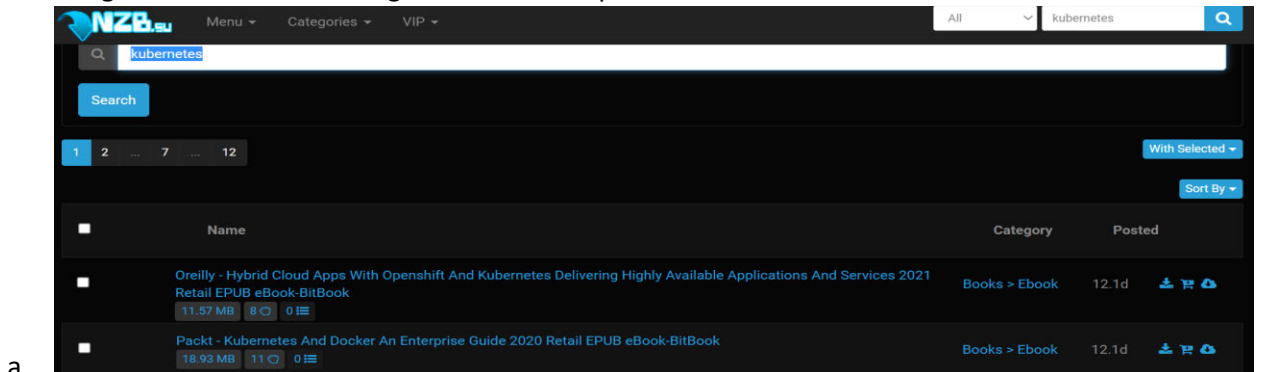 NZB.su Menu Categories VIP All kubernetes
kubernetes
Search
1 2 ... 7 ... 12 With Selected
Sort By
Name Category Posted
Oreilly - Hybrid Cloud Apps With Openshift And Kubernetes Delivering Highly Available Applications And Services 2021
Retail EPUB eBook-BitBook
Books > Ebook 12.1d
11.57 MB 8 0
Packt - Kubernetes And Docker An Enterprise Guide 2020 Retail EPUB eBook-BitBook
Books > Ebook 12.1d
18.93 MB 11 0
a